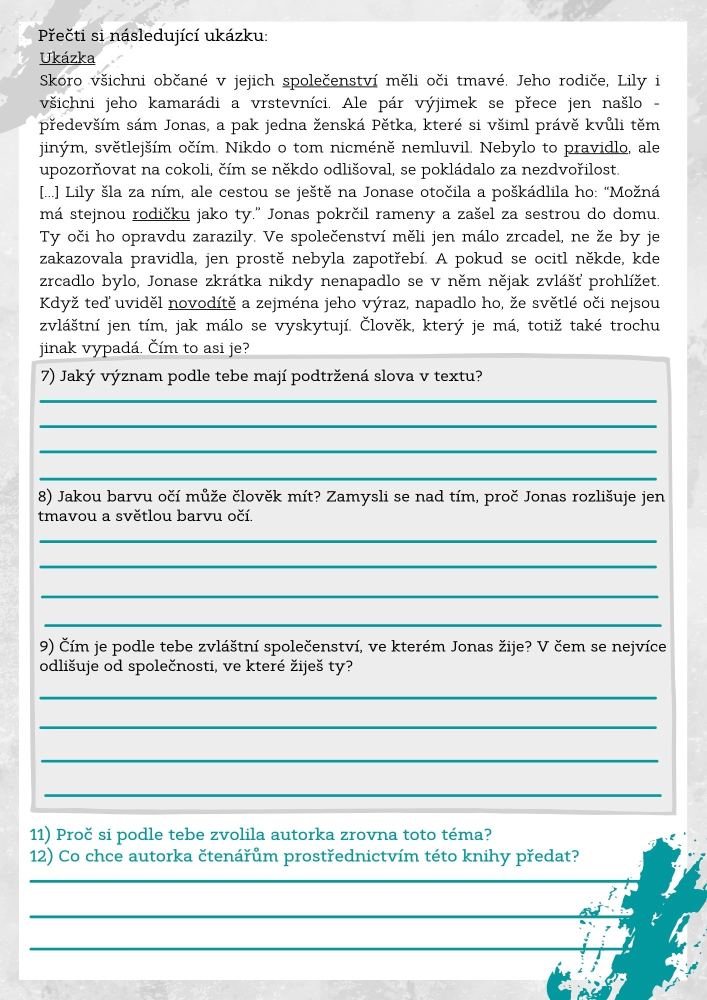 Přečti si následující ukázku:
Ukázka
Skoro všichni občané v jejich společenství měli oči tmavé. Jeho rodiče, Lily i
všichni jeho kamarádi a vrstevníci. Ale pár výjimek se přece jen našlo -
především sám Jonas, a pak jedna ženská Pětka, které si všiml právě kvůli těm
jiným, světlejším očím. Nikdo o tom nicméně nemluvil. Nebylo to pravidlo, ale
upozorňovat na cokoli, čím se někdo odlišoval, se pokládalo za nezdvořilost.
[...] Lily šla za ním, ale cestou se ještě na Jonase otočila a poškádlila ho: “Možná
má stejnou rodičku jako ty.” Jonas pokrčil rameny a zašel za sestrou do domu.
Ty oči ho opravdu zarazily. Ve společenství měli jen málo zrcadel, ne že by je
zakazovala pravidla, jen prostě nebyla zapotřebí. A pokud se ocitl někde, kde
zrcadlo bylo, Jonase zkrátka nikdy nenapadlo se v něm nějak zvlášť prohlížet.
Když teď uviděl novodítě a zejména jeho výraz, napadlo ho, že světlé oči nejsou
zvláštní jen tím, jak málo se vyskytují. Člověk, který je má, totiž také trochu
jinak vypadá. Čím to asi je?
7) Jaký význam podle tebe mají podtržená slova v textu?
8) Jakou barvu očí může člověk mít? Zamysli se nad tím, proč Jonas rozlišuje jen
tmavou a světlou barvu očí.
9) Čím je podle tebe zvláštní společenství, ve kterém Jonas žije? V čem se nejvíce
odlišuje od společnosti, ve které žiješ ty?
11) Proč si podle tebe zvolila autorka zrovna toto téma?
12) Co chce autorka čtenářům prostřednictvím této knihy předat?